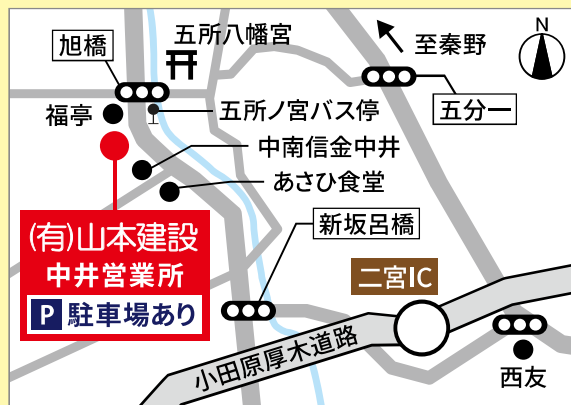 五所八幡宮
旭橋
至秦野
N
福亭
五所ノ宮バス停
五分一
中南信金中井
あさひ食堂
新坂呂橋
(有)山本建設
中井営業所
P 駐車場あり
二宮IC
小田原厚木道路
西友